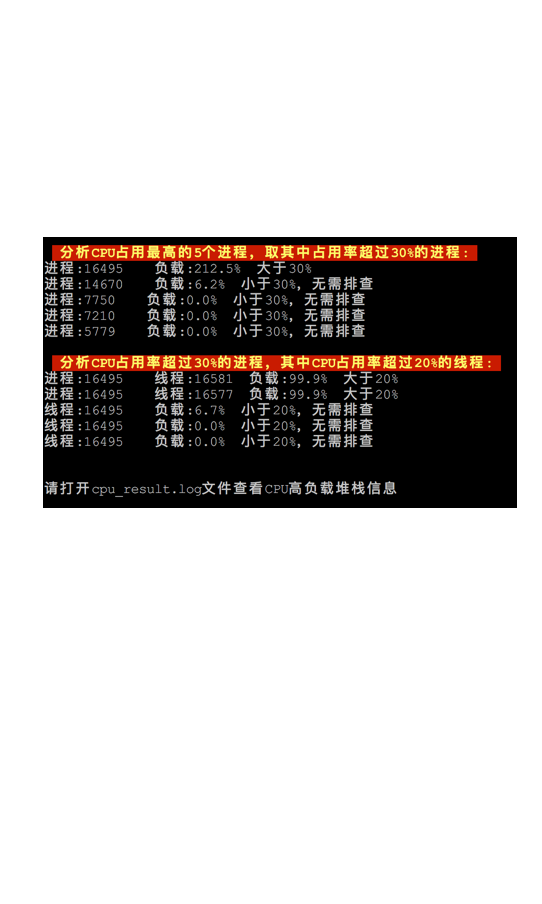 分析CPU占用最高的5个进程, 取其中占用率超过30%的进程:
进程:16495 负载:212.5% 大于30%
进程:14670 负载:6.2% 小于30%, 无需排查
进程:7750 负载:0.0% 小于30%, 无需排查
进程:7210 负载:0.0% 小于30%, 无需排查
进程:5779 负载:0.0% 小于30%, 无需排查
分析CPU占用率超过30%的进程, 其中CPU占用率超过20%的线程:
进程:16495 线程:16581 负载:99.9% 大于20%
进程:16495 线程:16577 负载:99.9% 大于20%
线程:16495 负载:6.7% 小于20%, 无需排查
线程:16495 负载:0.0% 小于20%, 无需排查
线程:16495 负载:0.0% 小于20%, 无需排查
请打开cpu_result.log文件查看CPU高负载堆栈信息